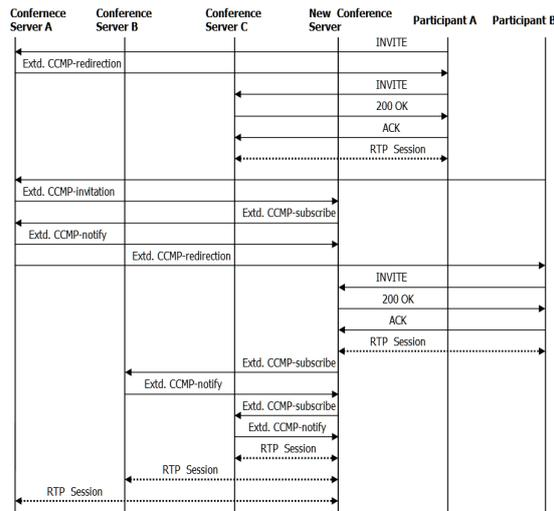 Confernece Server A
Conference Server B
Conference Server C
New Conference Server
Participant A
Participant B
INVITE
Extd. CCMP-redirection
INVITE
200 OK
ACK
RTP Session
Extd. CCMP-invitation
Extd. CCMP-subscribe
Extd. CCMP-notify
Extd. CCMP-redirection
INVITE
200 OK
ACK
RTP Session
Extd. CCMP-subscribe
Extd. CCMP-notify
Extd. CCMP-subscribe
Extd. CCMP-notify
RTP Session
RTP Session
RTP Session